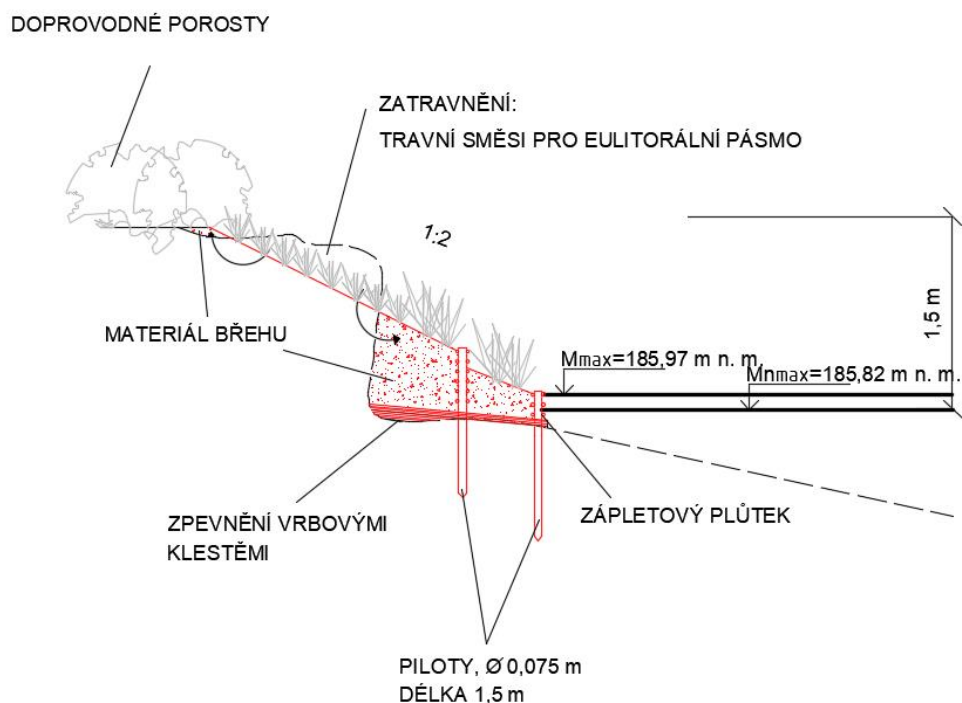 DOPROVODNÉ POROSTY
ZATRAVNĚNÍ:
TRAVNÍ SMĚSI PRO EULITORÁLNÍ PÁSMO
1:2
1,5 m
MATERIÁL BŘEHU
Mmax=185,97 m n. m.
Mnmax=185,82 m n. m.
ZPEVNĚNÍ VRBOVÝMI
KLESTĚMI
ZÁPLETOVÝ PLŮTEK
PILOTY, Ø 0,075 m
DÉLKA 1,5 m